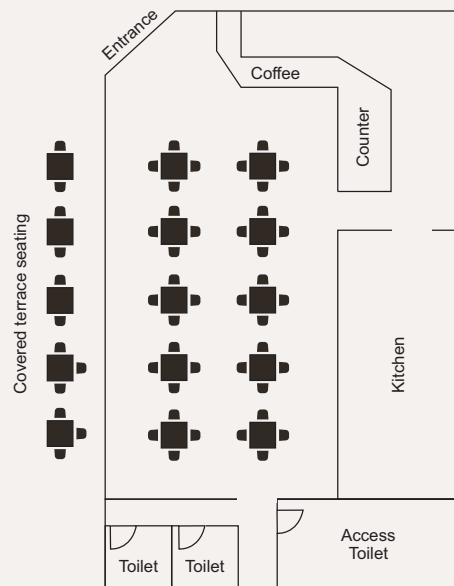 Entrance
Coffee
Counter
Covered terrace seating
Kitchen
Access
Toilet
Toilet
Toilet